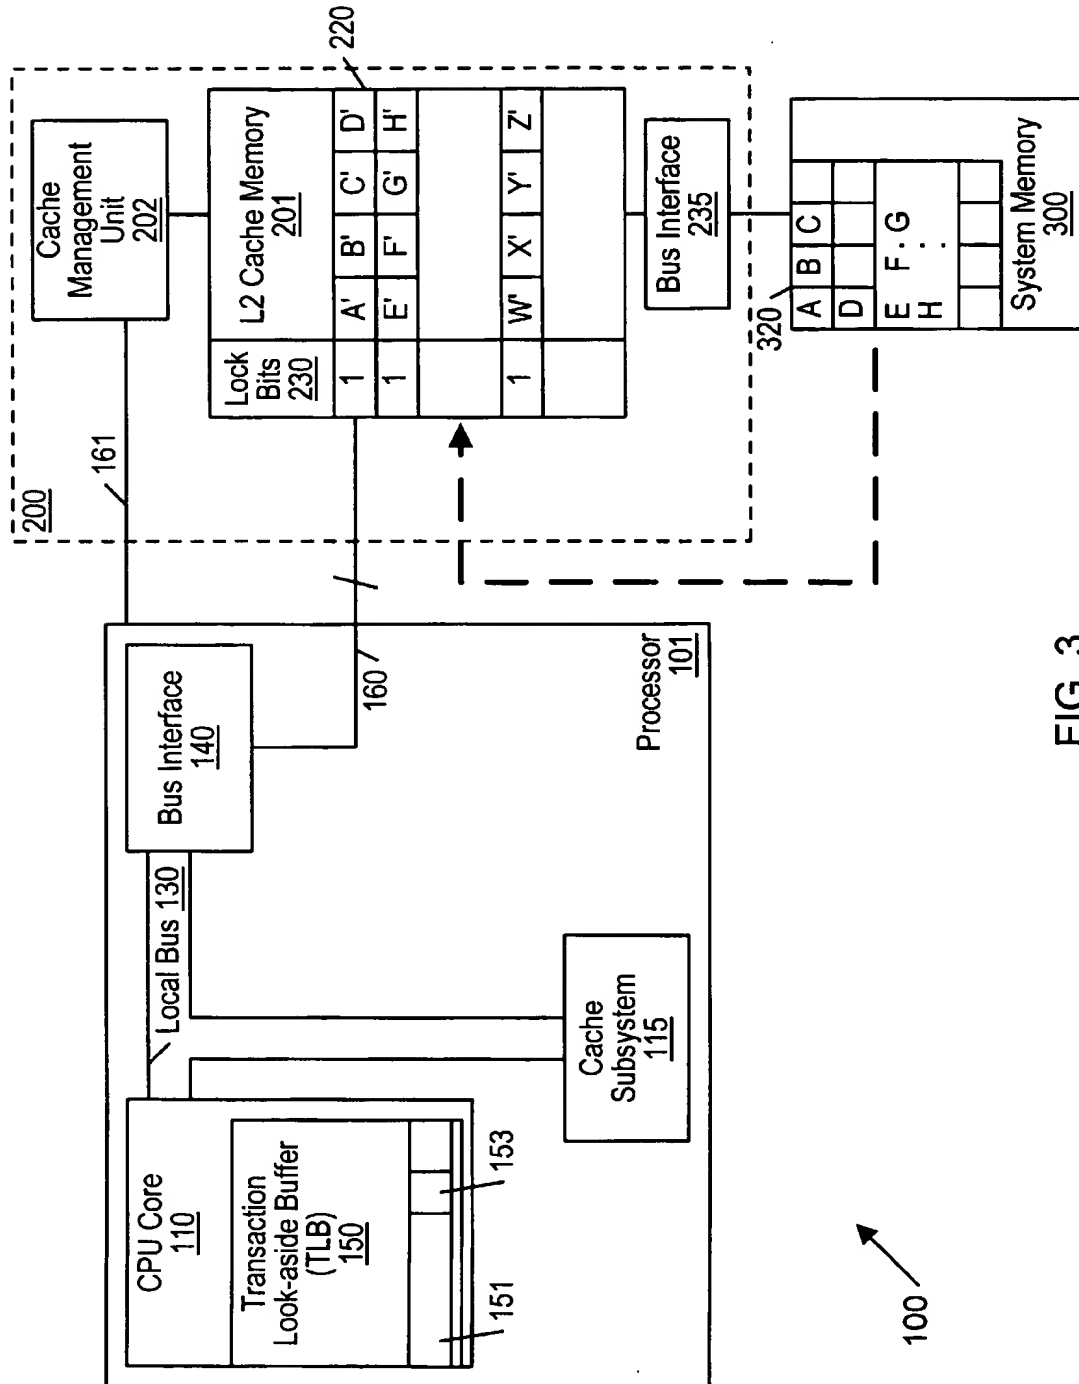 CPU Core
110
Transaction
Look-aside Buffer
(TLB)
150
151
153
Local Bus 130
Bus Interface
140
Cache
Subsystem
115
160
161
Processor
101
100
200
Cache
Management
Unit
202
Lock
Bits
230
L2 Cache Memory
201
1 A' B' C' D'
1 E' F' G' H'
1 W' X' Y' Z'
220
Bus Interface
235
320
A B C
D
E F . G
H . .
System Memory
300
FIG. 3